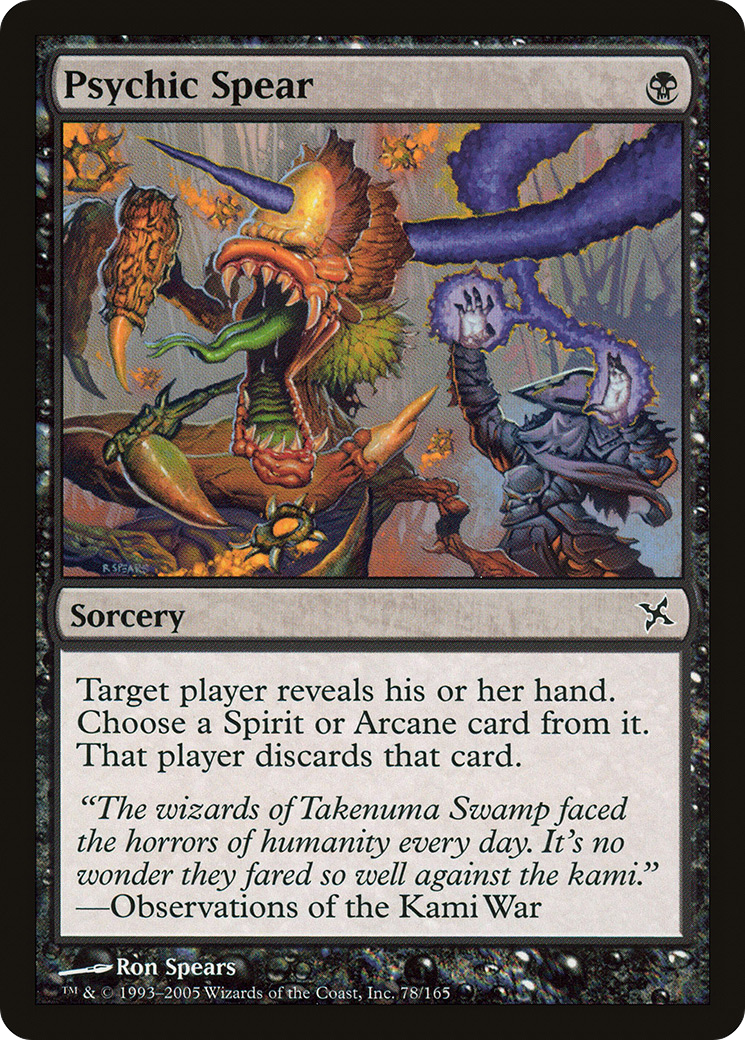 Psychic Spear
R SPEARS
Sorcery
Target player reveals his or her hand.
Choose a Spirit or Arcane card from it.
That player discards that card.
“The wizards of Takenuma Swamp faced
the horrors of humanity every day. It’s no
wonder they fared so well against the kami.”
—Observations of the Kami War
Ron Spears
™ & © 1993–2005 Wizards of the Coast, Inc. 78/165